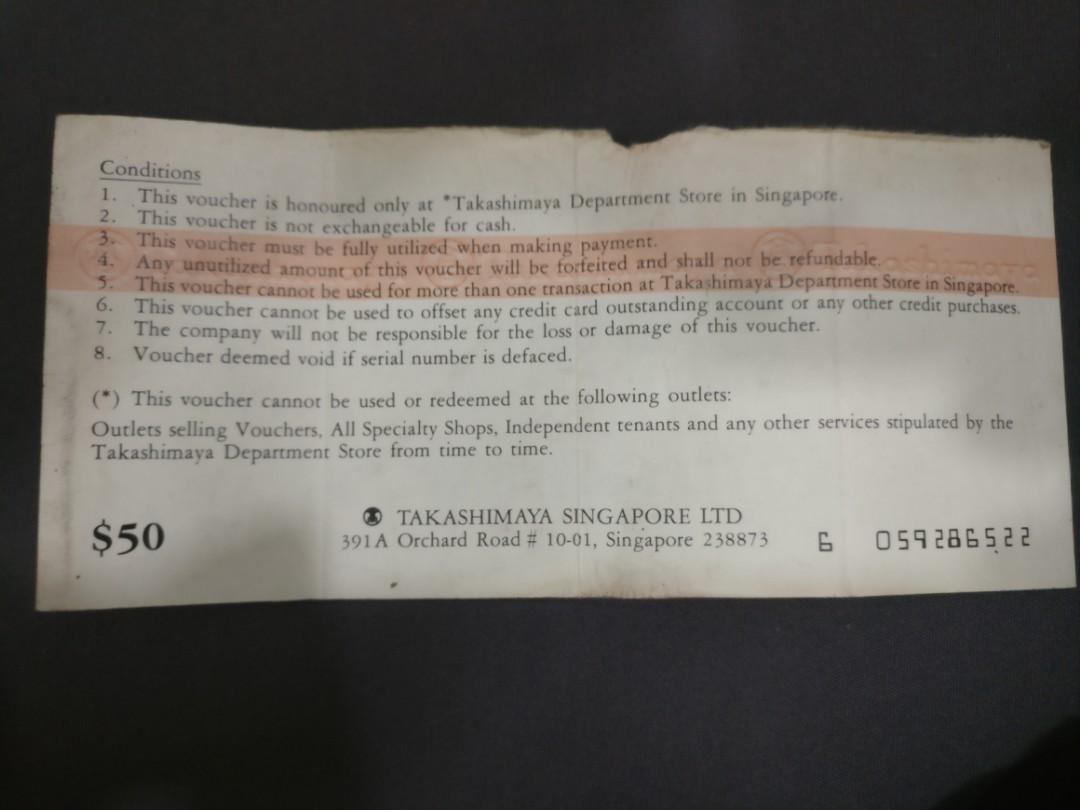 Conditions
1. This voucher is honoured only at *Takashimaya Department Store in Singapore.
2. This voucher is not exchangeable for cash.
3. This voucher must be fully utilized when making payment.
4. Any unutilized amount of this voucher will be forfeited and shall not be refundable.
5. This voucher cannot be used for more than one transaction at Takashimaya Department Store in Singapore.
6. This voucher cannot be used to offset any credit card outstanding account or any other credit purchases.
7. The company will not be responsible for the loss or damage of this voucher.
8. Voucher deemed void if serial number is defaced.
(*) This voucher cannot be used or redeemed at the following outlets:
Outlets selling Vouchers, All Specialty Shops, Independent tenants and any other services stipulated by the
Takashimaya Department Store from time to time.
TAKASHIMAYA SINGAPORE LTD
$50 391A Orchard Road # 10-01, Singapore 238873 6 059286522